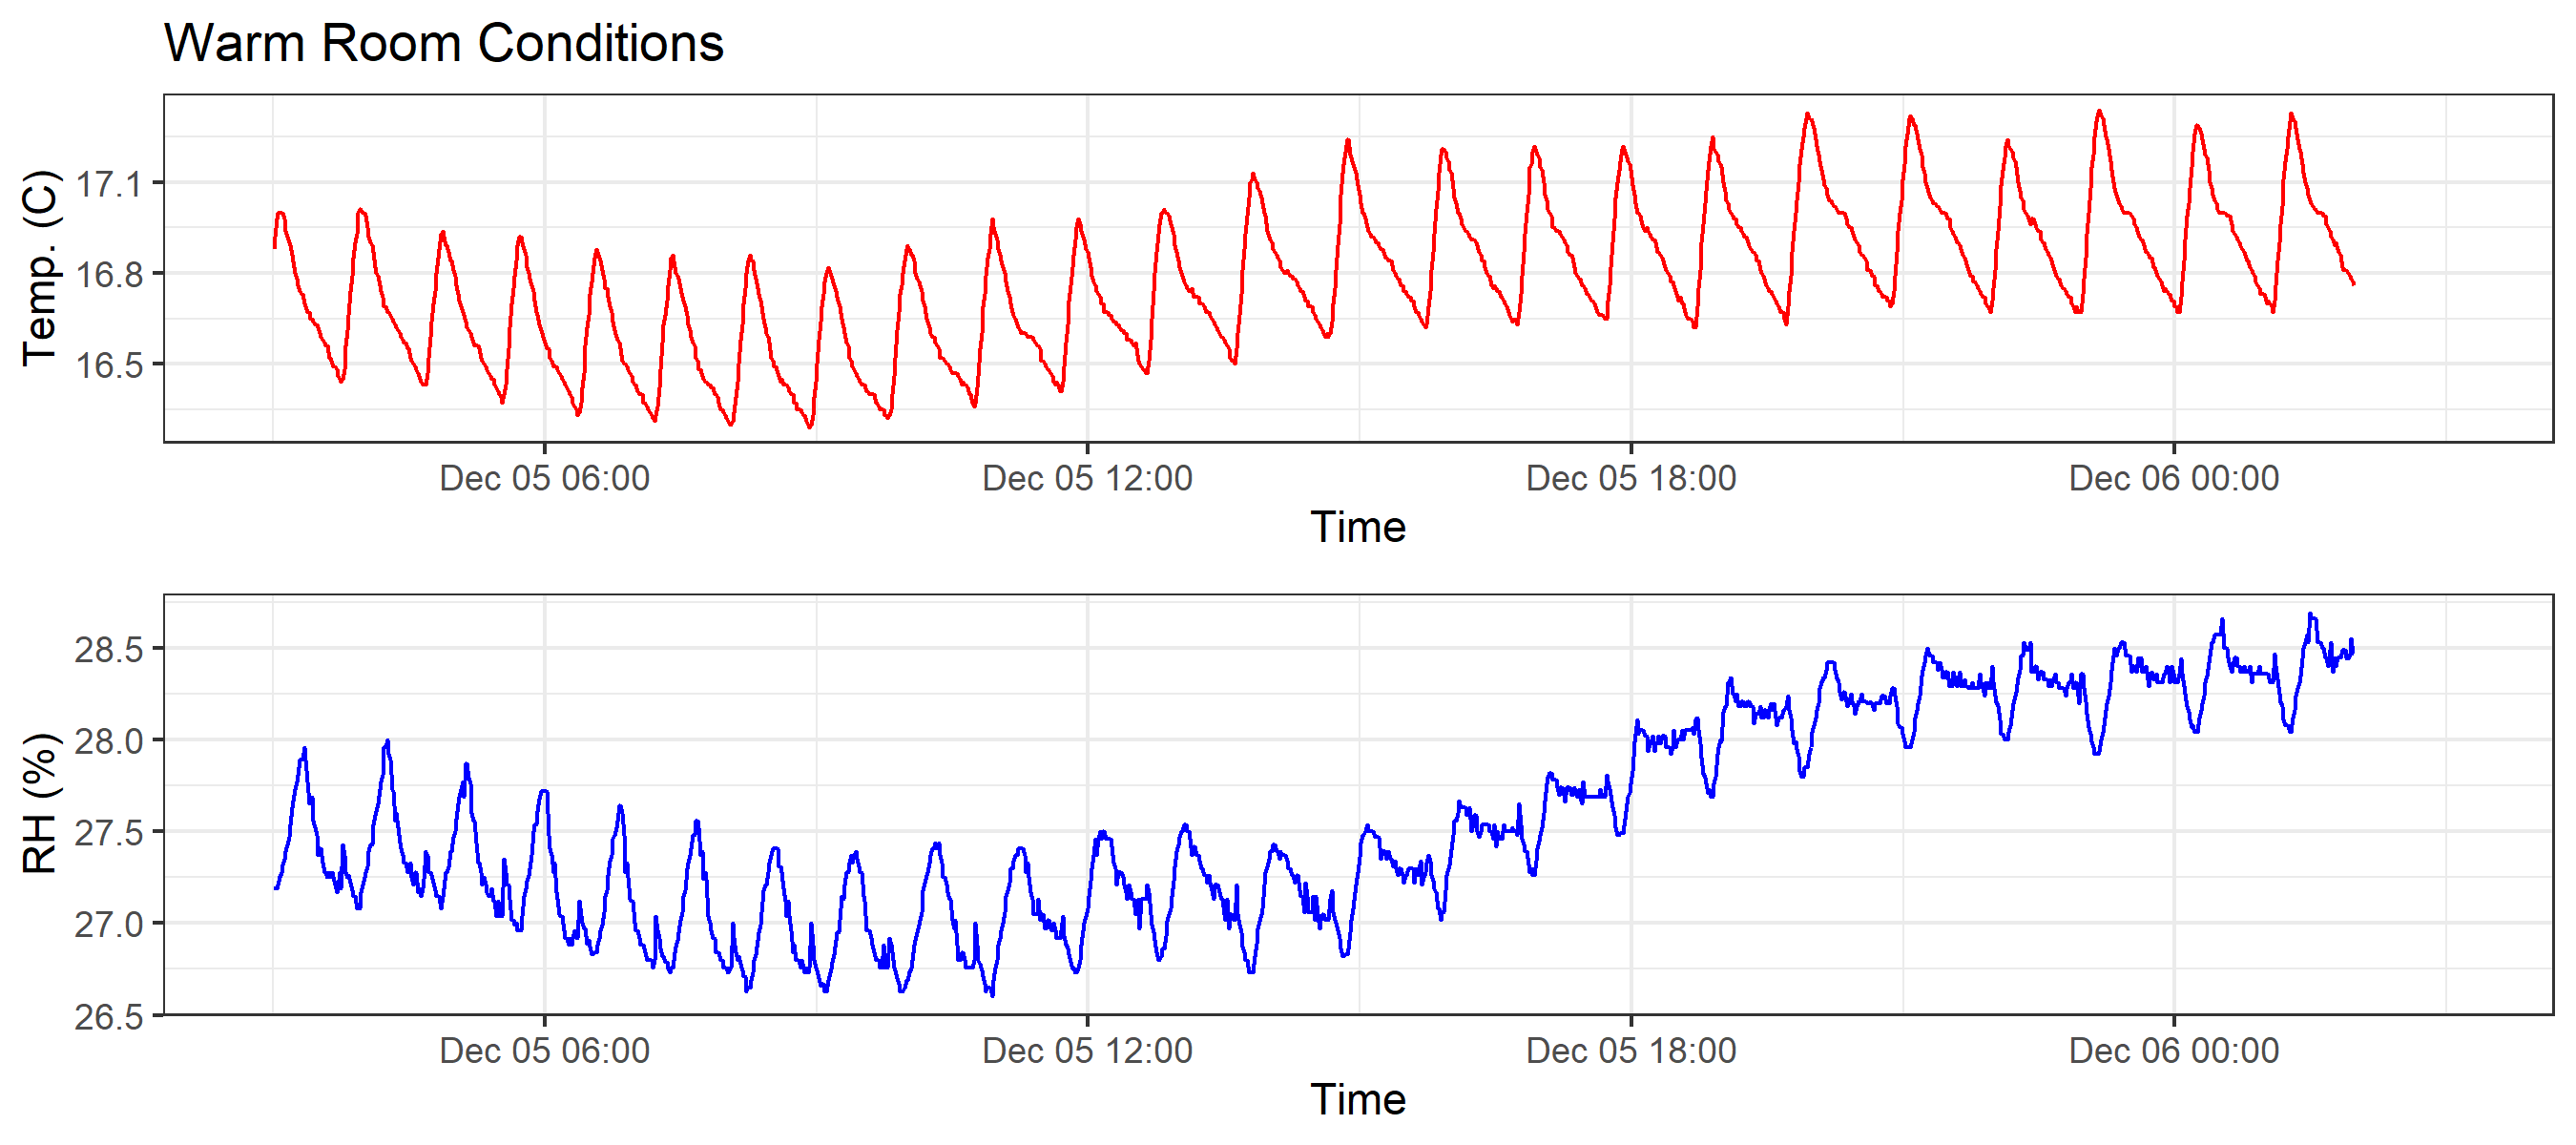 Warm Room Conditions
Temp. (C)
17.1
16.8
16.5
Dec 05 06:00 Dec 05 12:00 Dec 05 18:00 Dec 06 00:00
Time
RH (%)
28.5
28.0
27.5
27.0
26.5
Dec 05 06:00 Dec 05 12:00 Dec 05 18:00 Dec 06 00:00
Time